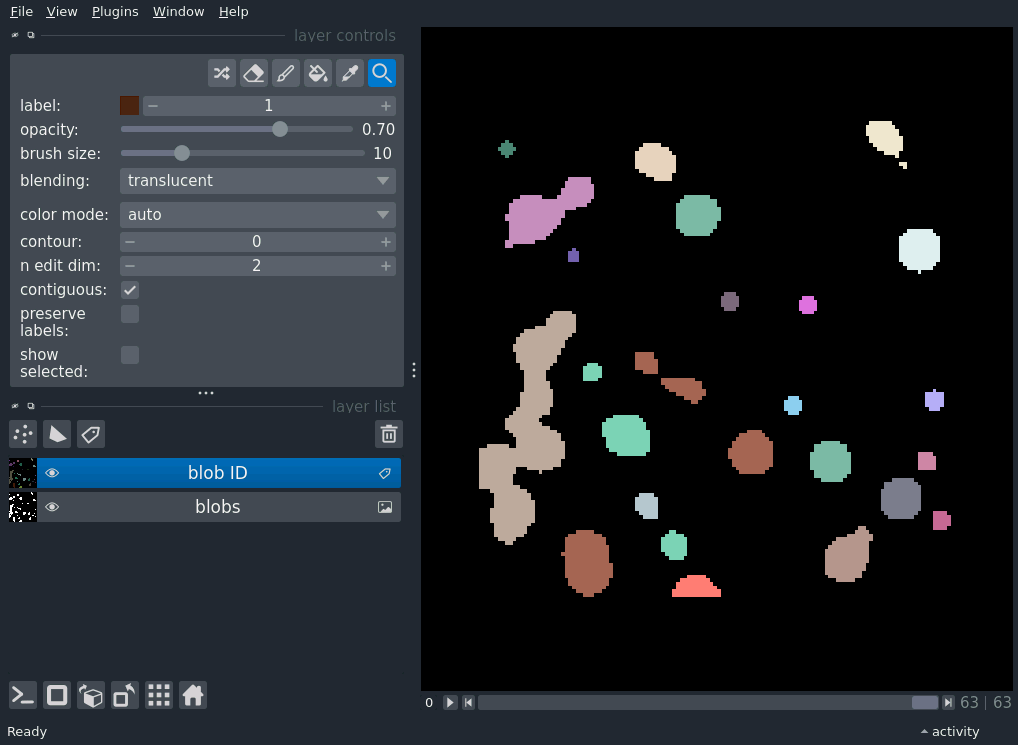 File View Plugins Window Help
layer controls
label: 1
opacity: 0.70
brush size: 10
blending: translucent
color mode: auto
contour: 0
n edit dim: 2
contiguous:
preserve
labels:
show
selected:
layer list
blob ID
blobs
0 63 | 63
Ready activity